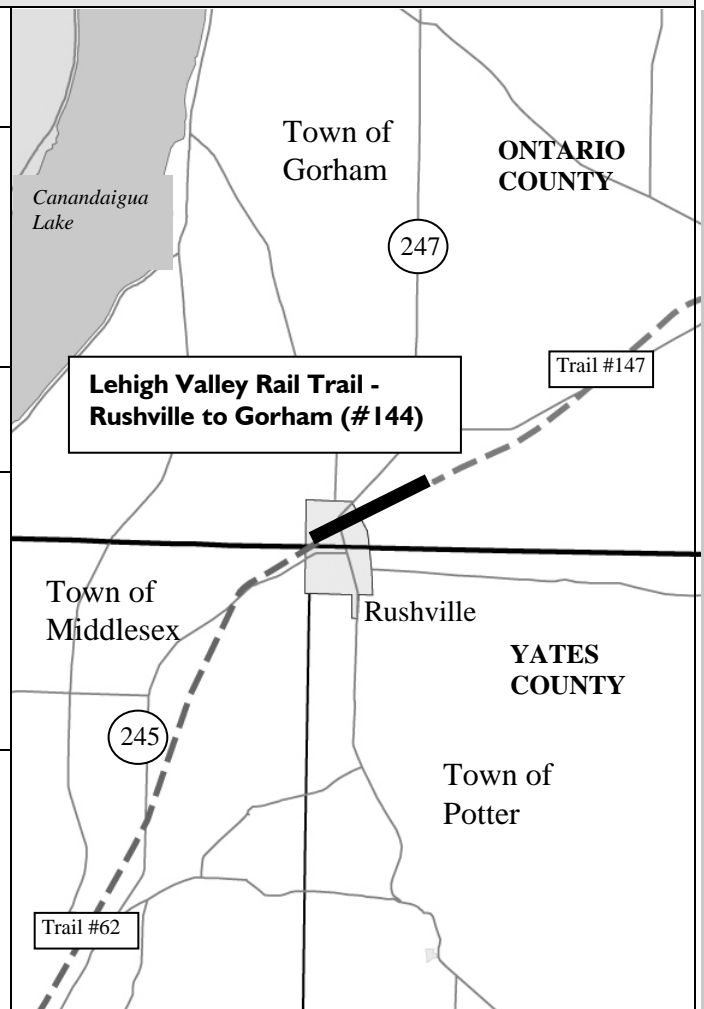 Town of
Gorham
ONTARIO
COUNTY
Canandaigua
Lake
247
Trail #147
Lehigh Valley Rail Trail -
Rushville to Gorham (#144)
Town of
Middlesex
Rushville
YATES
COUNTY
245
Town of
Potter
Trail #62